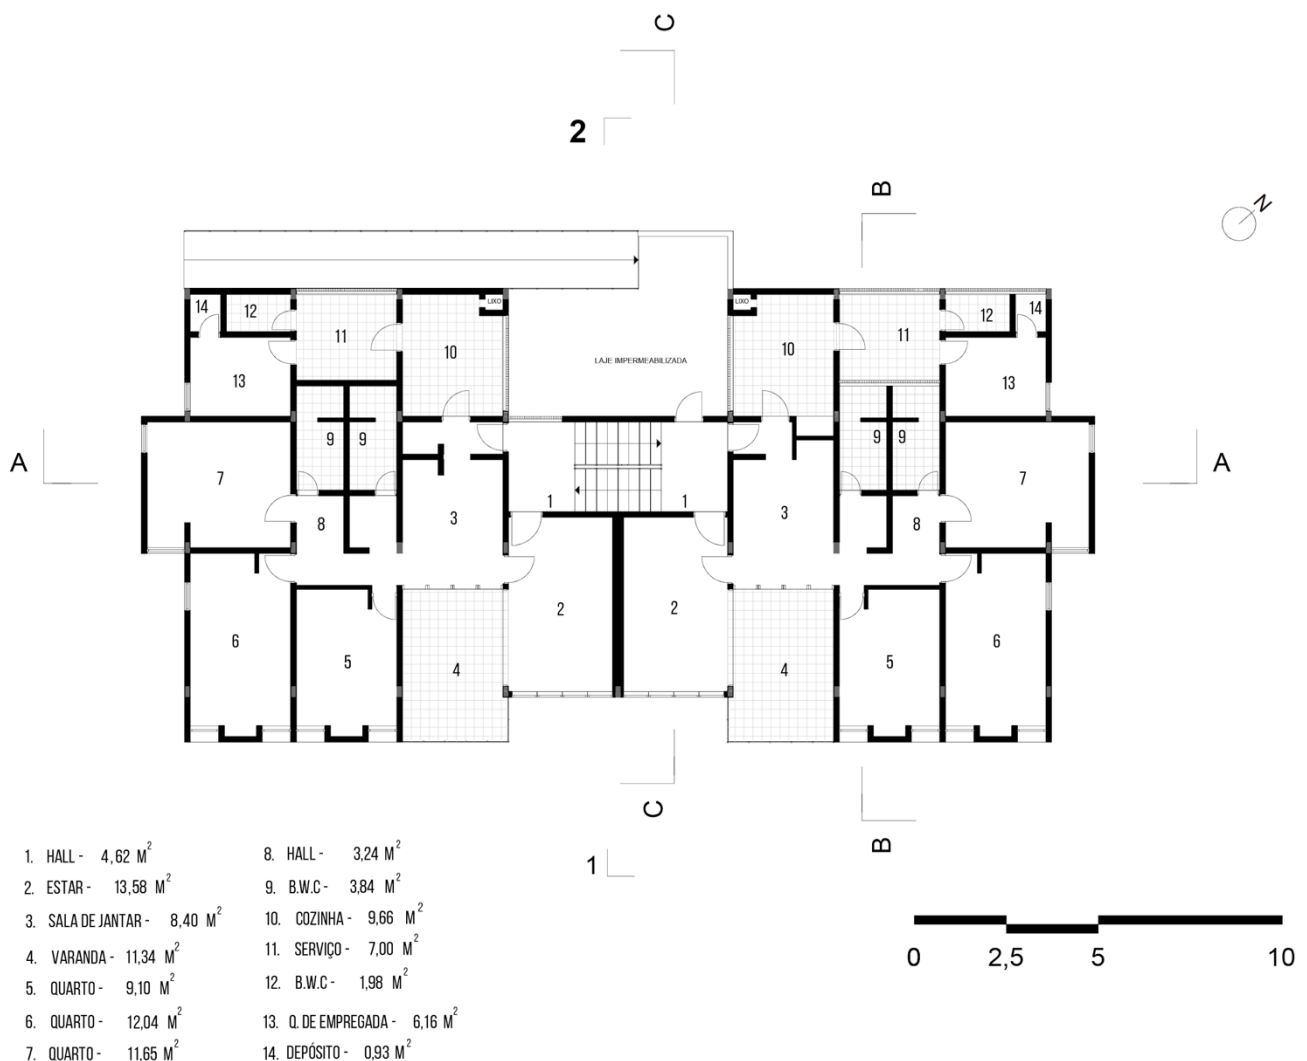 C
2
B
N
14
12
11
10
LIXO
LIXO
LAJE IMPERMEABILIZADA
10
11
12
14
13
13
A
7
9
9
9
9
7
A
8
3
1
1
3
8
6
5
4
2
2
4
5
6
C
B
1
1. HALL - 4,62 M²
2. ESTAR - 13,58 M²
3. SALA DE JANTAR - 8,40 M²
4. VARANDA - 11,34 M²
5. QUARTO - 9,10 M²
6. QUARTO - 12,04 M²
7. QUARTO - 11,65 M²
8. HALL - 3,24 M²
9. B.W.C - 3,84 M²
10. COZINHA - 9,66 M²
11. SERVIÇO - 7,00 M²
12. B.W.C - 1,98 M²
13. Q. DE EMPREGADA - 6,16 M²
14. DEPÓSITO - 0,93 M²
0 2,5 5 10